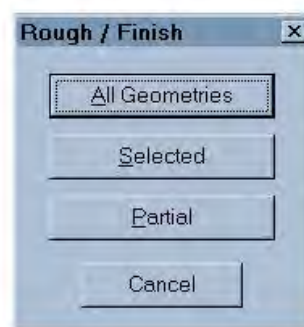 Rough / Finish
All Geometries
Selected
Partial
Cancel